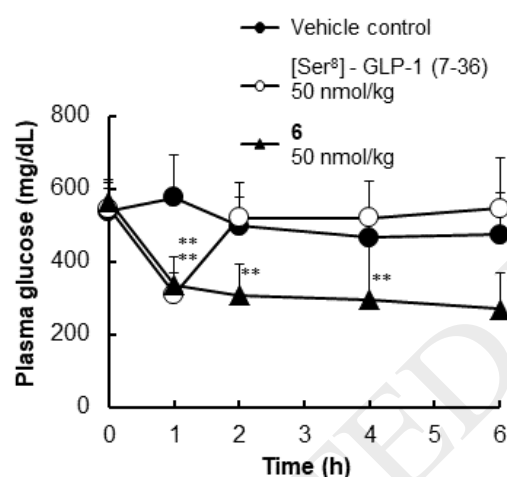 Vehicle control
[Ser⁸] - GLP-1 (7-36)
50 nmol/kg
6
50 nmol/kg
Plasma glucose (mg/dL)
800
600
400
200
0
**
**
**
**
0 1 2 3 4 5 6
Time (h)